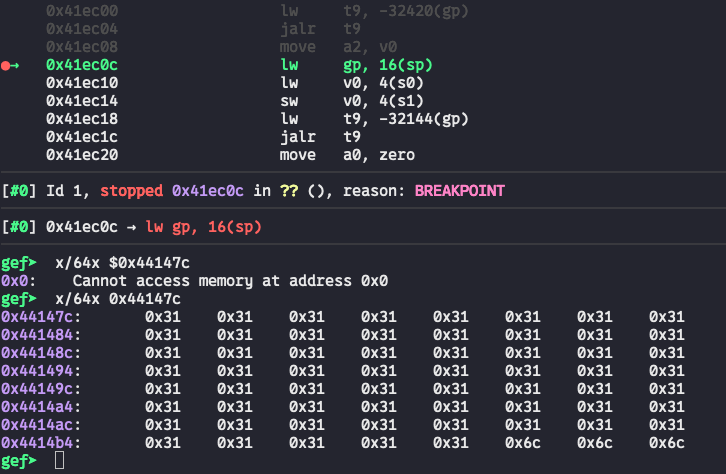 0x41ec00 lw t9, -32420(gp)
0x41ec04 jalr t9
0x41ec08 move a2, v0
●→ 0x41ec0c lw gp, 16(sp)
0x41ec10 lw v0, 4(s0)
0x41ec14 sw v0, 4(s1)
0x41ec18 lw t9, -32144(gp)
0x41ec1c jalr t9
0x41ec20 move a0, zero
[#0] Id 1, stopped 0x41ec0c in ?? (), reason: BREAKPOINT
[#0] 0x41ec0c → lw gp, 16(sp)
gef➤ x/64x $0x44147c
0x0: Cannot access memory at address 0x0
gef➤ x/64x 0x44147c
0x44147c: 0x31 0x31 0x31 0x31 0x31 0x31 0x31 0x31
0x441484: 0x31 0x31 0x31 0x31 0x31 0x31 0x31 0x31
0x44148c: 0x31 0x31 0x31 0x31 0x31 0x31 0x31 0x31
0x441494: 0x31 0x31 0x31 0x31 0x31 0x31 0x31 0x31
0x44149c: 0x31 0x31 0x31 0x31 0x31 0x31 0x31 0x31
0x4414a4: 0x31 0x31 0x31 0x31 0x31 0x31 0x31 0x31
0x4414ac: 0x31 0x31 0x31 0x31 0x31 0x31 0x31 0x31
0x4414b4: 0x31 0x31 0x31 0x31 0x31 0x6c 0x6c 0x6c
gef➤